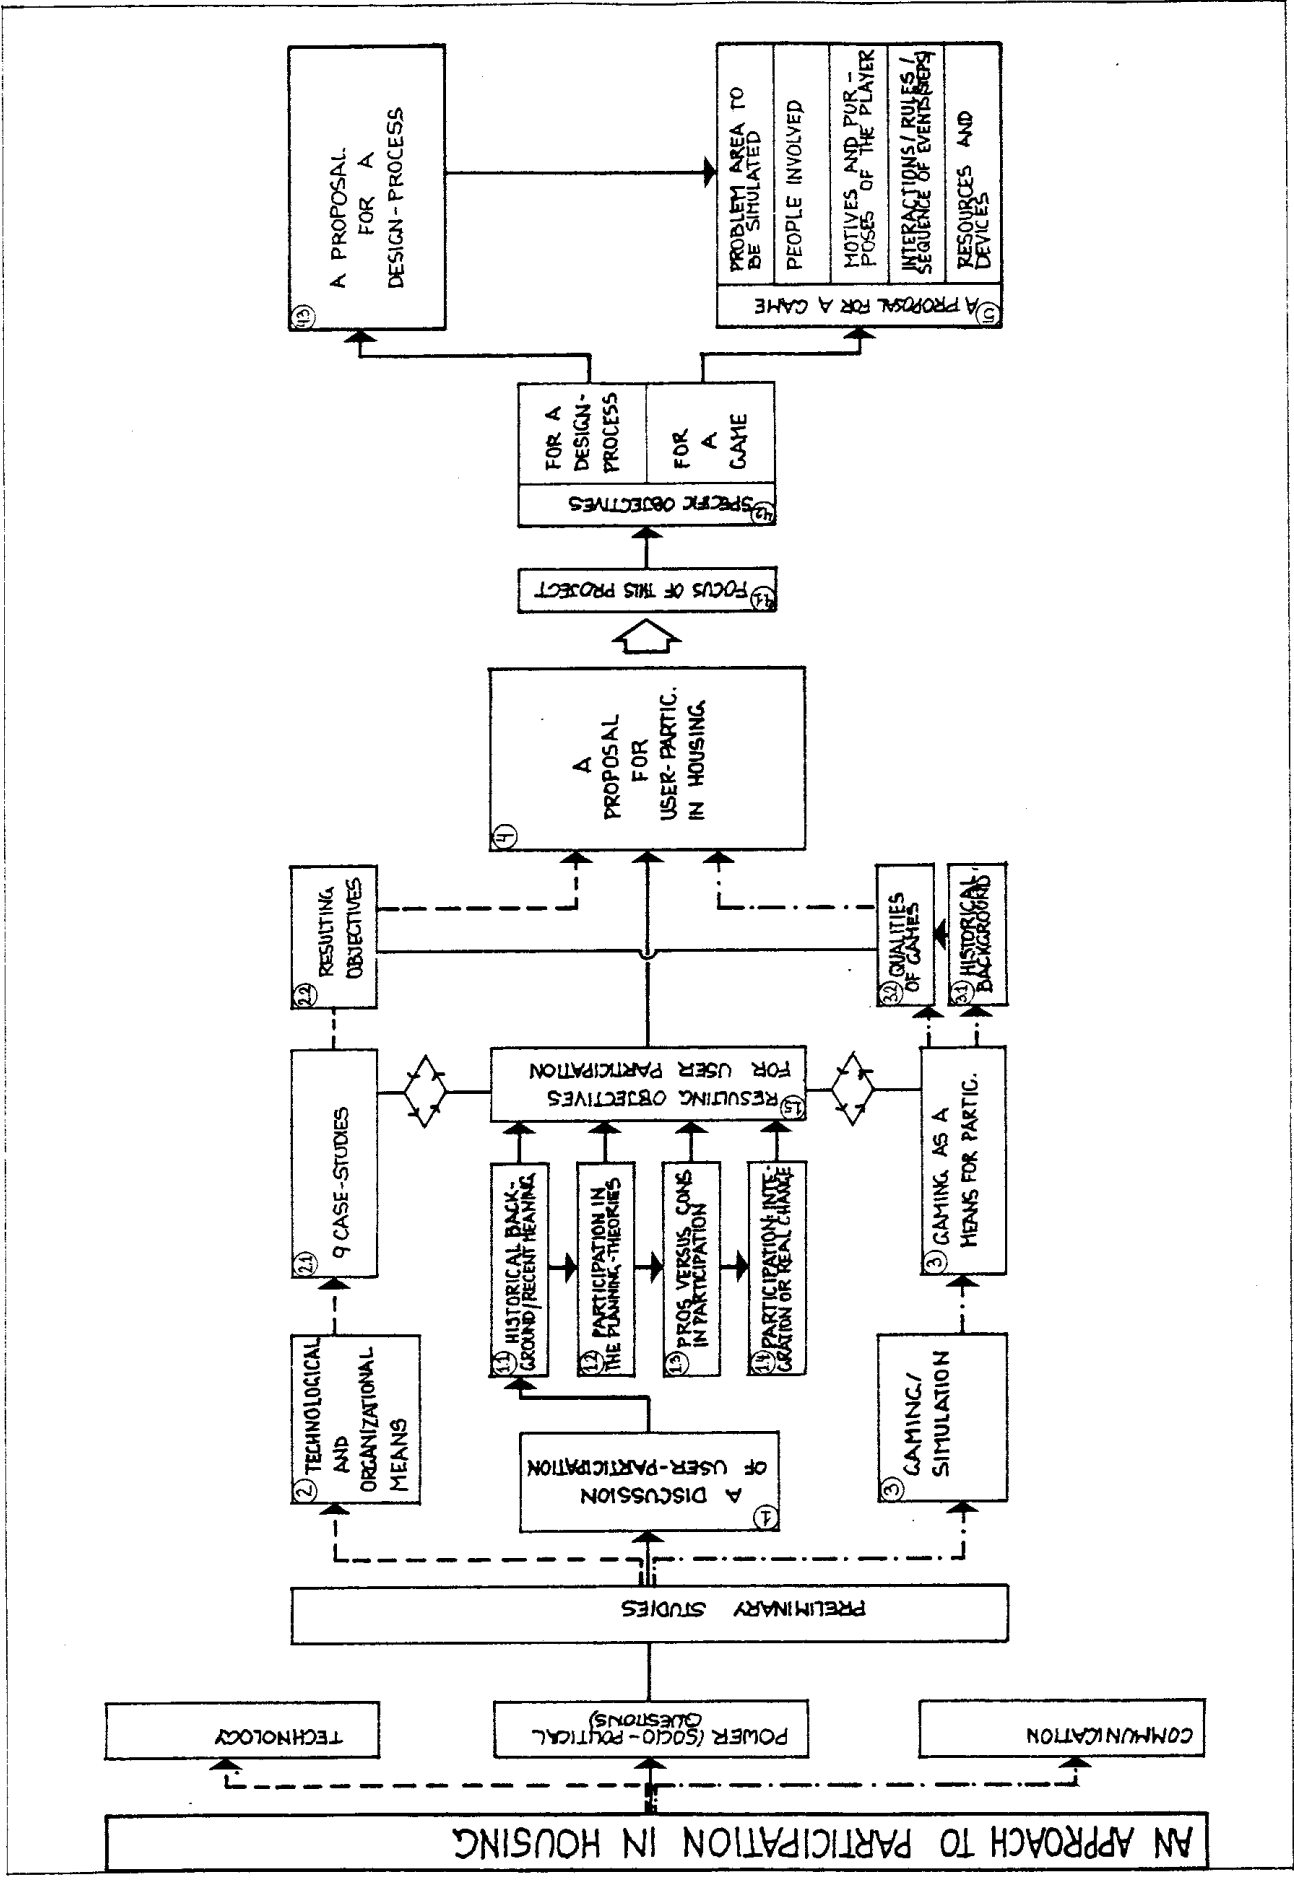 AN APPROACH TO PARTICIPATION IN HOUSING
TECHNOLOGY
POWER (SOCIO-POLITICAL
QUESTIONS)
COMMUNICATION
PRELIMINARY STUDIES
2
TECHNOLOGICAL
AND
ORGANIZATIONAL
MEANS
1
A DISCUSSION
OF USER-PARTICIPATION
3
GAMING/
SIMULATION
2.1
9 CASE-STUDIES
1.1
HISTORICAL BACK-
GROUND/RECENT MEANING
1.2
PARTICIPATION IN
THE PLANNING-THEORIES
1.3
PROS VERSUS CONS
IN PARTICIPATION
1.4
PARTICIPATION: INTE-
GRATION OR REAL CHANGE
3
GAMING AS A
MEANS FOR PARTIC.
1.5
RESULTING OBJECTIVES
FOR USER PARTICIPATION
2.2
RESULTING
OBJECTIVES
3.2
QUALITIES
OF GAMES
3.1
HISTORICAL
BACKGROUND
4
A
PROPOSAL
FOR
USER-PARTIC.
IN HOUSING
4.1
FOCUS OF THIS PROJECT
4.2
SPECIFIC OBJECTIVES
FOR A
DESIGN-
PROCESS
FOR
A
GAME
4.3
A PROPOSAL
FOR A
DESIGN-PROCESS
5
A PROPOSAL FOR A GAME
PROBLEM AREA TO
BE SIMULATED
PEOPLE INVOLVED
MOTIVES AND PUR-
POSES OF THE PLAYER
INTERACTIONS/RULES/
SEQUENCE OF EVENTS(STEPS)
RESOURCES AND
DEVICES